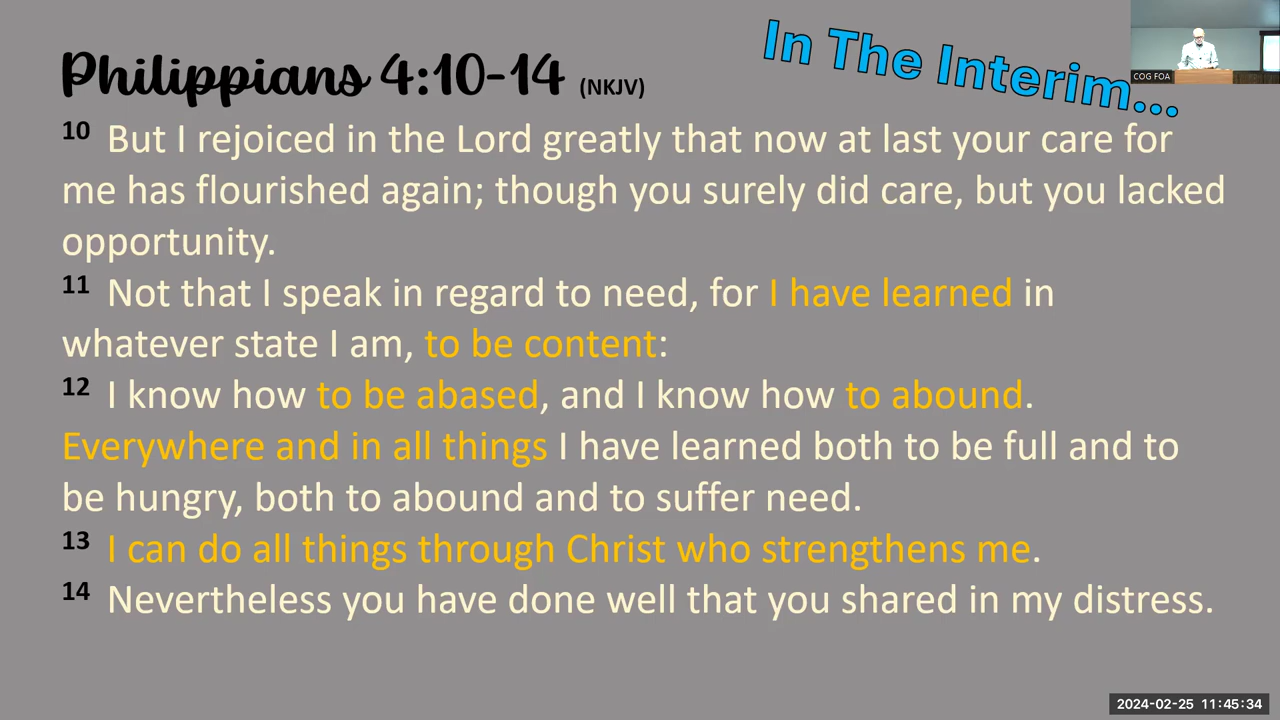 Philippians 4:10-14 (NKJV)
In The Interim...
COG FOA
10 But I rejoiced in the Lord greatly that now at last your care for
me has flourished again; though you surely did care, but you lacked
opportunity.
11 Not that I speak in regard to need, for I have learned in
whatever state I am, to be content:
12 I know how to be abased, and I know how to abound.
Everywhere and in all things I have learned both to be full and to
be hungry, both to abound and to suffer need.
13 I can do all things through Christ who strengthens me.
14 Nevertheless you have done well that you shared in my distress.
2024-02-25 11:45:34